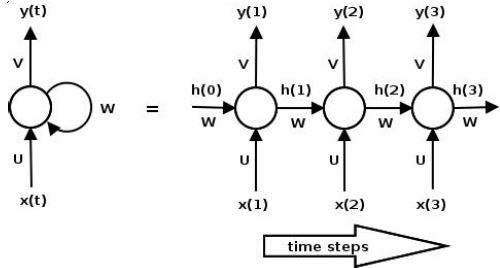 y(t) y(1) y(2) y(3)
V V V V
h(0) h(1) h(2) h(3)
W = W W W W
U U U U
x(t) x(1) x(2) x(3)
time steps